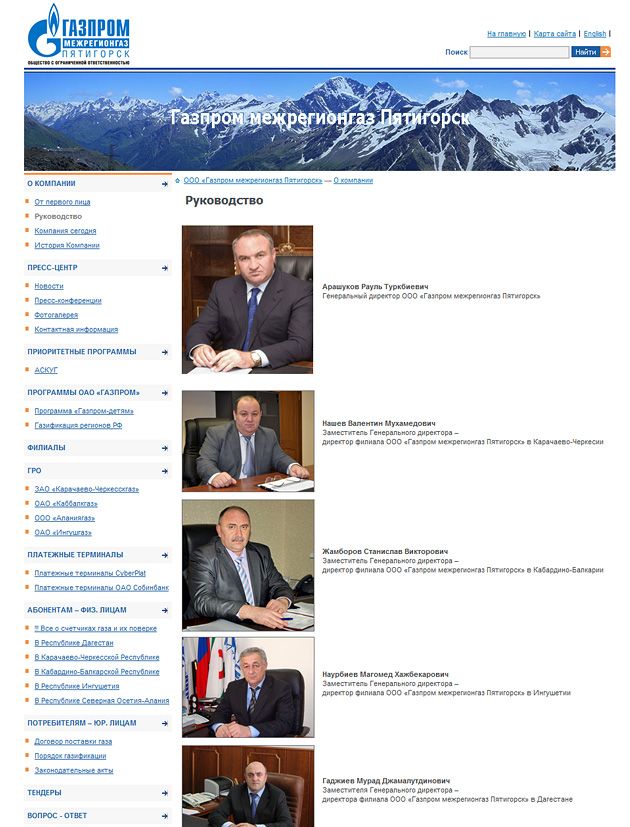 ГАЗПРОМ
МЕЖРЕГИОНГАЗ
ПЯТИГОРСК
ОБЩЕСТВО С ОГРАНИЧЕННОЙ ОТВЕТСТВЕННОСТЬЮ
На главную | Карта сайта | English |
Поиск
Найти
Газпром межрегионгаз Пятигорск
О КОМПАНИИ
От первого лица
Руководство
Компания сегодня
История Компании
ПРЕСС-ЦЕНТР
Новости
Пресс-конференции
Фотогалерея
Контактная информация
ПРИОРИТЕТНЫЕ ПРОГРАММЫ
АСКУГ
ПРОГРАММЫ ОАО «ГАЗПРОМ»
Программа «Газпром-детям»
Газификация регионов РФ
ФИЛИАЛЫ
ГРО
ЗАО «Карачаево-Черкесскгаз»
ОАО «Каббалкгаз»
ООО «Аланиягаз»
ОАО «Ингушгаз»
ПЛАТЕЖНЫЕ ТЕРМИНАЛЫ
Платежные терминалы CyberPlat
Платежные терминалы ОАО Собинбанк
АБОНЕНТАМ – ФИЗ. ЛИЦАМ
!!! Все о счетчиках газа и их поверке
В Республике Дагестан
В Карачаево-Черкесской Республике
В Кабардино-Балкарской Республике
В Республике Ингушетия
В Республике Северная Осетия-Алания
ПОТРЕБИТЕЛЯМ – ЮР. ЛИЦАМ
Договор поставки газа
Порядок газификации
Законодательные акты
ТЕНДЕРЫ
ВОПРОС - ОТВЕТ
ООО «Газпром межрегионгаз Пятигорск» — О компании
Руководство
Арашуков Рауль Туркбиевич
Генеральный директор ООО «Газпром межрегионгаз Пятигорск»
Нашев Валентин Мухамедович
Заместитель Генерального директора –
директор филиала ООО «Газпром межрегионгаз Пятигорск» в Карачаево-Черкесии
Жамборов Станислав Викторович
Заместитель Генерального директора –
директор филиала ООО «Газпром межрегионгаз Пятигорск» в Кабардино-Балкарии
Наурбиев Магомед Хажбекарович
Заместитель Генерального директора –
директор филиала ООО «Газпром межрегионгаз Пятигорск» в Ингушетии
Гаджиев Мурад Джамалутдинович
Заместителя Генерального директора –
директора филиала ООО «Газпром межрегионгаз Пятигорск» в Дагестане